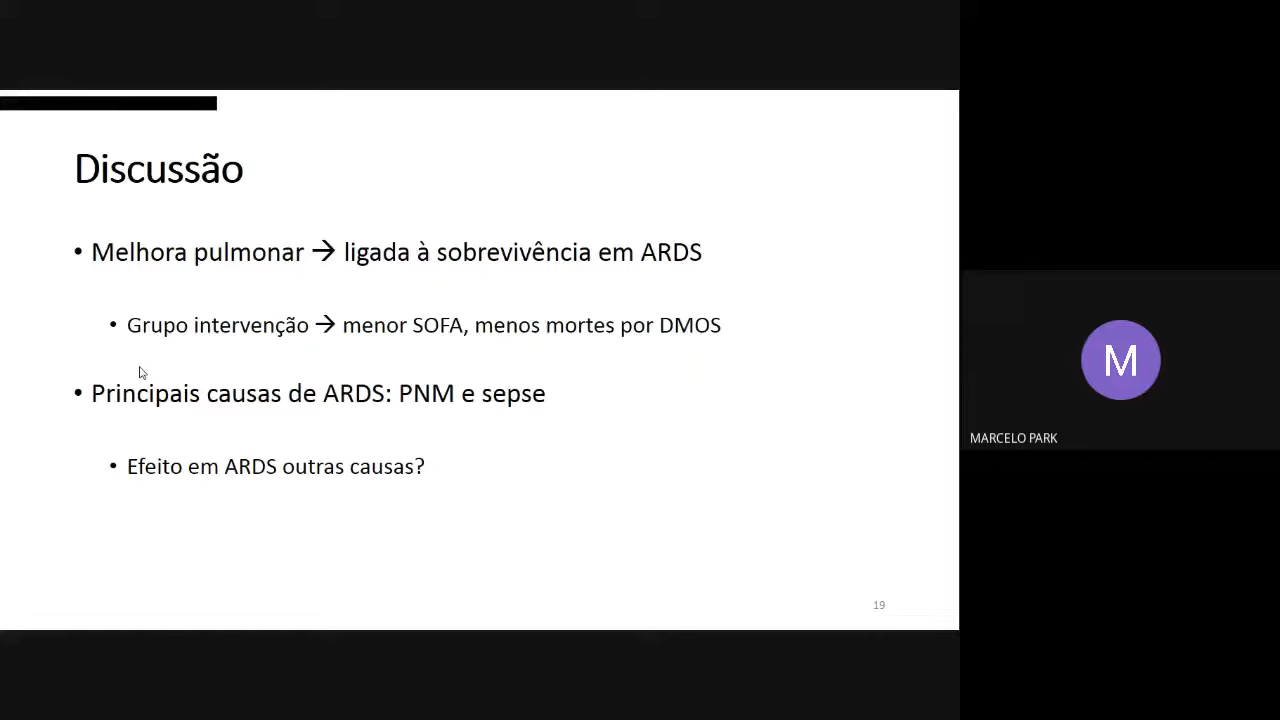 Discussão
• Melhora pulmonar → ligada à sobrevivência em ARDS
• Grupo intervenção → menor SOFA, menos mortes por DMOS
• Principais causas de ARDS: PNM e sepse
• Efeito em ARDS outras causas?
19
M
MARCELO PARK